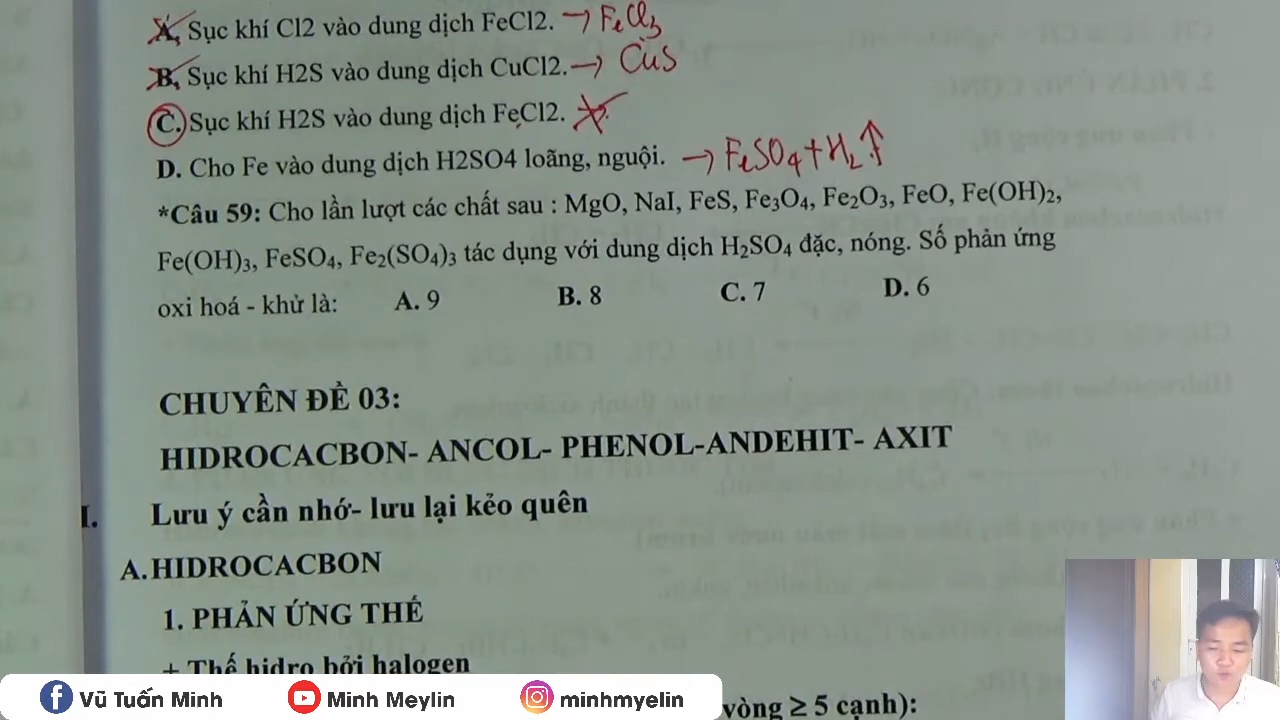 A. Sục khí Cl2 vào dung dịch FeCl2. → FeCl3
B. Sục khí H2S vào dung dịch CuCl2. → CuS
C. Sục khí H2S vào dung dịch FeCl2.
D. Cho Fe vào dung dịch H2SO4 loãng, nguội. → FeSO4 + H2 ↑
*Câu 59: Cho lần lượt các chất sau : MgO, NaI, FeS, Fe₃O₄, Fe₂O₃, FeO, Fe(OH)₂,
Fe(OH)₃, FeSO₄, Fe₂(SO₄)₃ tác dụng với dung dịch H₂SO₄ đặc, nóng. Số phản ứng
oxi hoá - khử là: A. 9 B. 8 C. 7 D. 6
CHUYÊN ĐỀ 03:
HIDROCACBON- ANCOL- PHENOL-ANDEHIT- AXIT
I. Lưu ý cần nhớ- lưu lại kẻo quên
A. HIDROCACBON
1. PHẢN ỨNG THẾ
+ Thế hidro bởi halogen
vòng ≥ 5 cạnh):
Vũ Tuấn Minh Minh Meylin minhmyelin